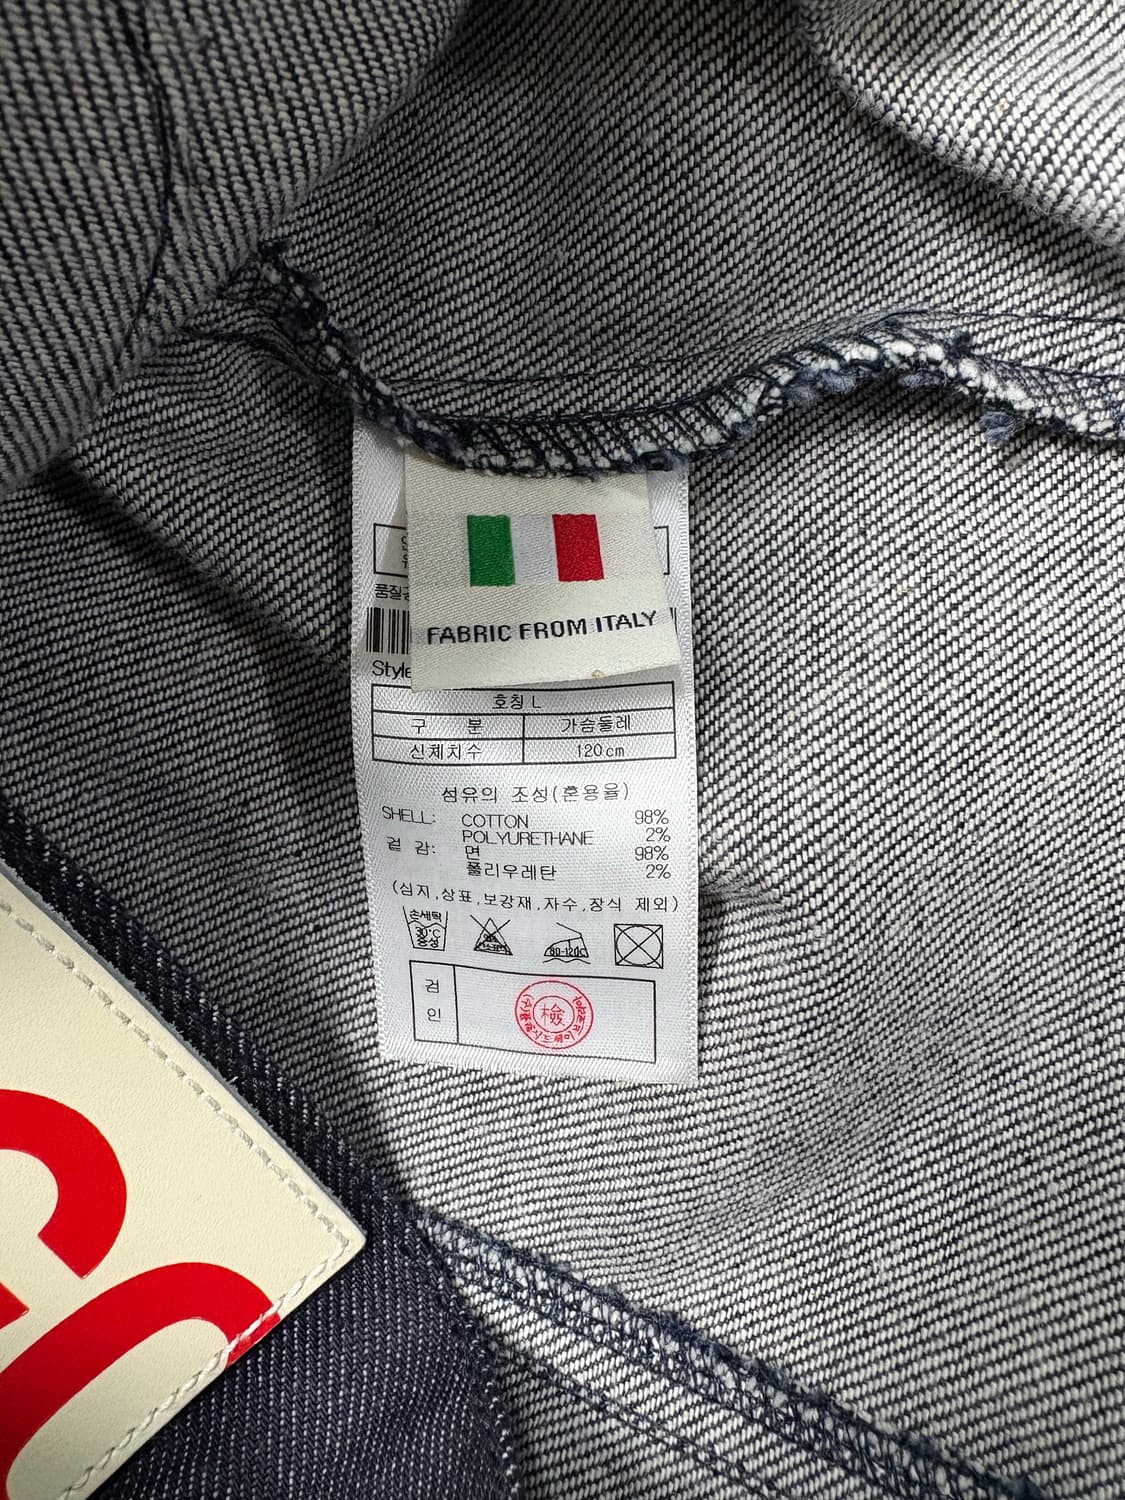 FABRIC FROM ITALY
품질
Style
호칭 L
구 분 가슴둘레
신체치수 120cm
섬유의 조성(혼용율)
SHELL: COTTON 98%
POLYURETHANE 2%
겉 감: 면 98%
폴리우레탄 2%
(심지,상표,보강재,자수,장식 제외)
손세탁
30°C
중성
80-120C
검
인
檢